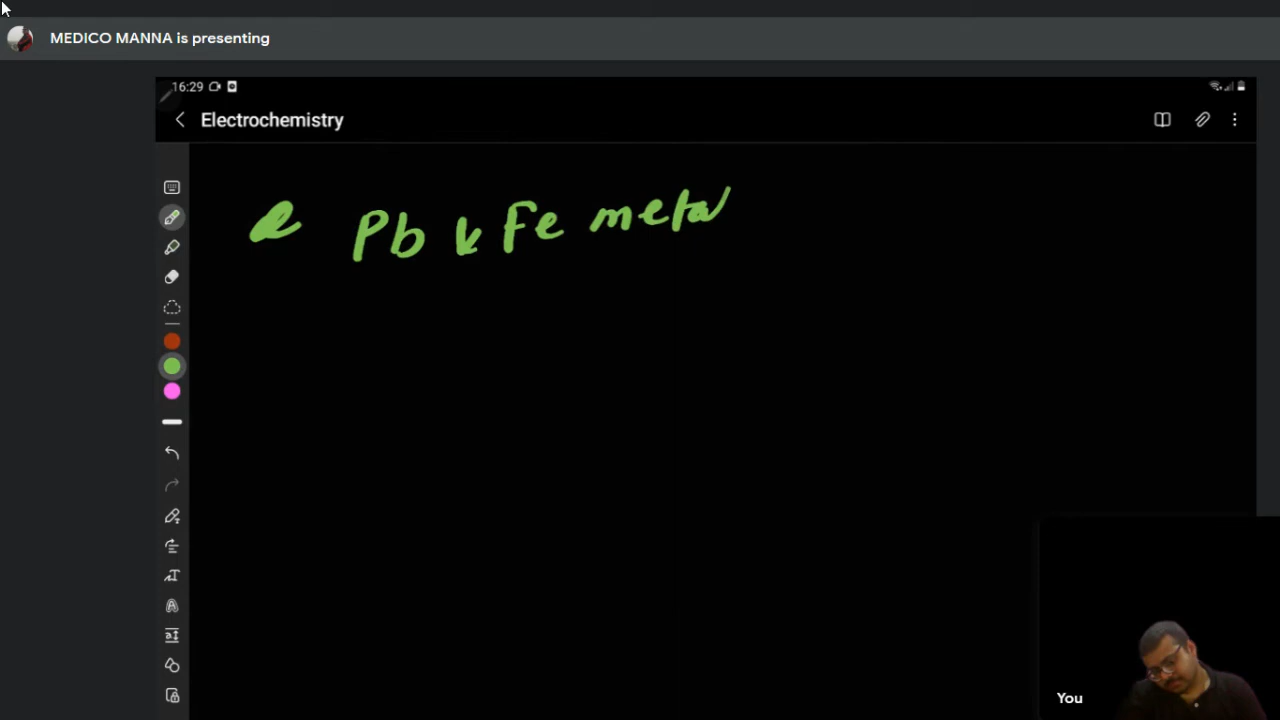 MEDICO MANNA is presenting
16:29
Electrochemistry
Pb & Fe metal
You